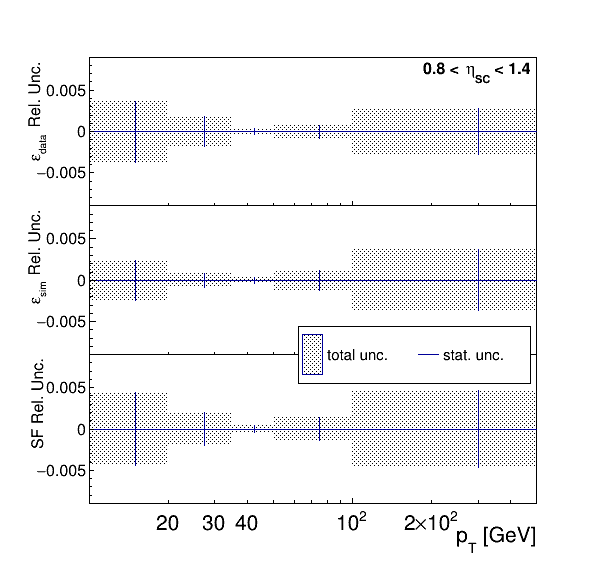 0.8 < η_SC < 1.4
ε_data Rel. Unc.
0.005
0
−0.005
ε_sim Rel. Unc.
0.005
0
−0.005
total unc.
stat. unc.
SF Rel. Unc.
0.005
0
−0.005
20 30 40 10² 2×10²
p_T [GeV]